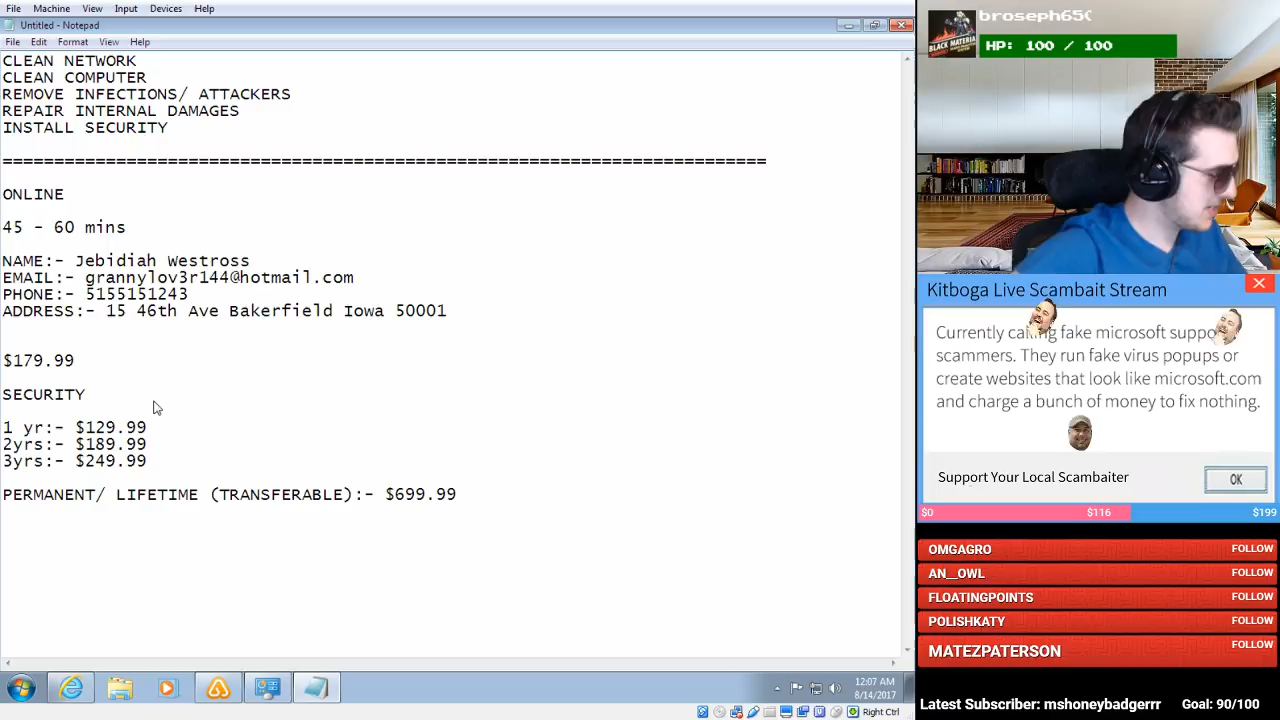 File Machine View Input Devices Help
Untitled - Notepad
File Edit Format View Help
CLEAN NETWORK
CLEAN COMPUTER
REMOVE INFECTIONS/ ATTACKERS
REPAIR INTERNAL DAMAGES
INSTALL SECURITY
==========================================================================
ONLINE
45 - 60 mins
NAME:- Jebidiah Westross
EMAIL:- grannylov3r144@hotmail.com
PHONE:- 5155151243
ADDRESS:- 15 46th Ave Bakerfield Iowa 50001
$179.99
SECURITY
1 yr:- $129.99
2yrs:- $189.99
3yrs:- $249.99
PERMANENT/ LIFETIME (TRANSFERABLE):- $699.99
12:07 AM
8/14/2017
Right Ctrl
BLACK MATERIA
HP: 100 / 100
Kitboga Live Scambait Stream
Currently calling fake microsoft support
scammers. They run fake virus popups or
create websites that look like microsoft.com
and charge a bunch of money to fix nothing.
Support Your Local Scambaiter
OK
$0 $116 $199
OMGAGRO FOLLOW
AN__OWL FOLLOW
FLOATINGPOINTS FOLLOW
POLISHKATY FOLLOW
MATEZPATERSON FOLLOW
Latest Subscriber: mshoneybadgerrr Goal: 90/100